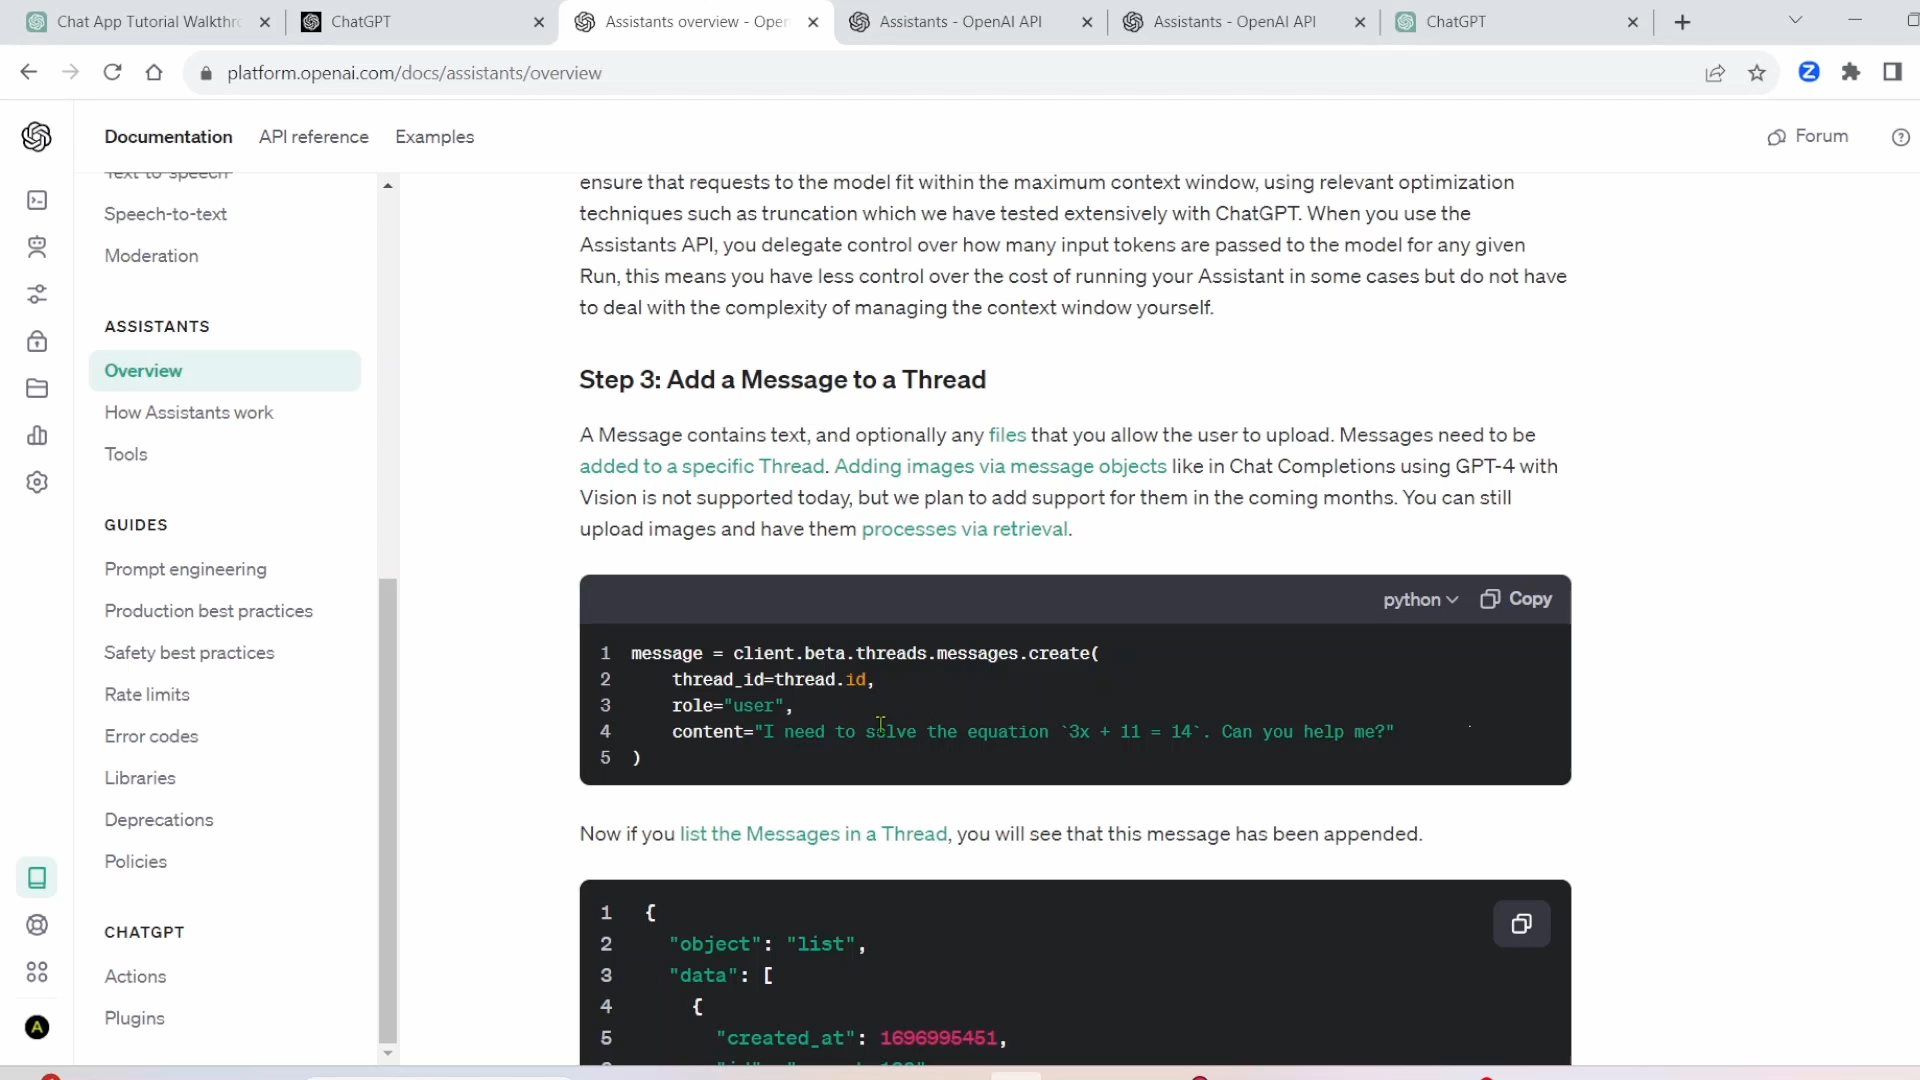 Chat App Tutorial Walkthr
ChatGPT
Assistants overview - Open
Assistants - OpenAI API
Assistants - OpenAI API
ChatGPT
platform.openai.com/docs/assistants/overview
Z
Documentation
API reference
Examples
Forum
Text-to-speech
Speech-to-text
Moderation
ASSISTANTS
Overview
How Assistants work
Tools
GUIDES
Prompt engineering
Production best practices
Safety best practices
Rate limits
Error codes
Libraries
Deprecations
Policies
CHATGPT
Actions
Plugins
A
ensure that requests to the model fit within the maximum context window, using relevant optimization
techniques such as truncation which we have tested extensively with ChatGPT. When you use the
Assistants API, you delegate control over how many input tokens are passed to the model for any given
Run, this means you have less control over the cost of running your Assistant in some cases but do not have
to deal with the complexity of managing the context window yourself.
Step 3: Add a Message to a Thread
A Message contains text, and optionally any files that you allow the user to upload. Messages need to be
added to a specific Thread. Adding images via message objects like in Chat Completions using GPT-4 with
Vision is not supported today, but we plan to add support for them in the coming months. You can still
upload images and have them processes via retrieval.
python Copy
1 message = client.beta.threads.messages.create(
2 thread_id=thread.id,
3 role="user",
4 content="I need to solve the equation `3x + 11 = 14`. Can you help me?"
5 )
Now if you list the Messages in a Thread, you will see that this message has been appended.
1 {
2 "object": "list",
3 "data": [
4 {
5 "created_at": 1696995451,